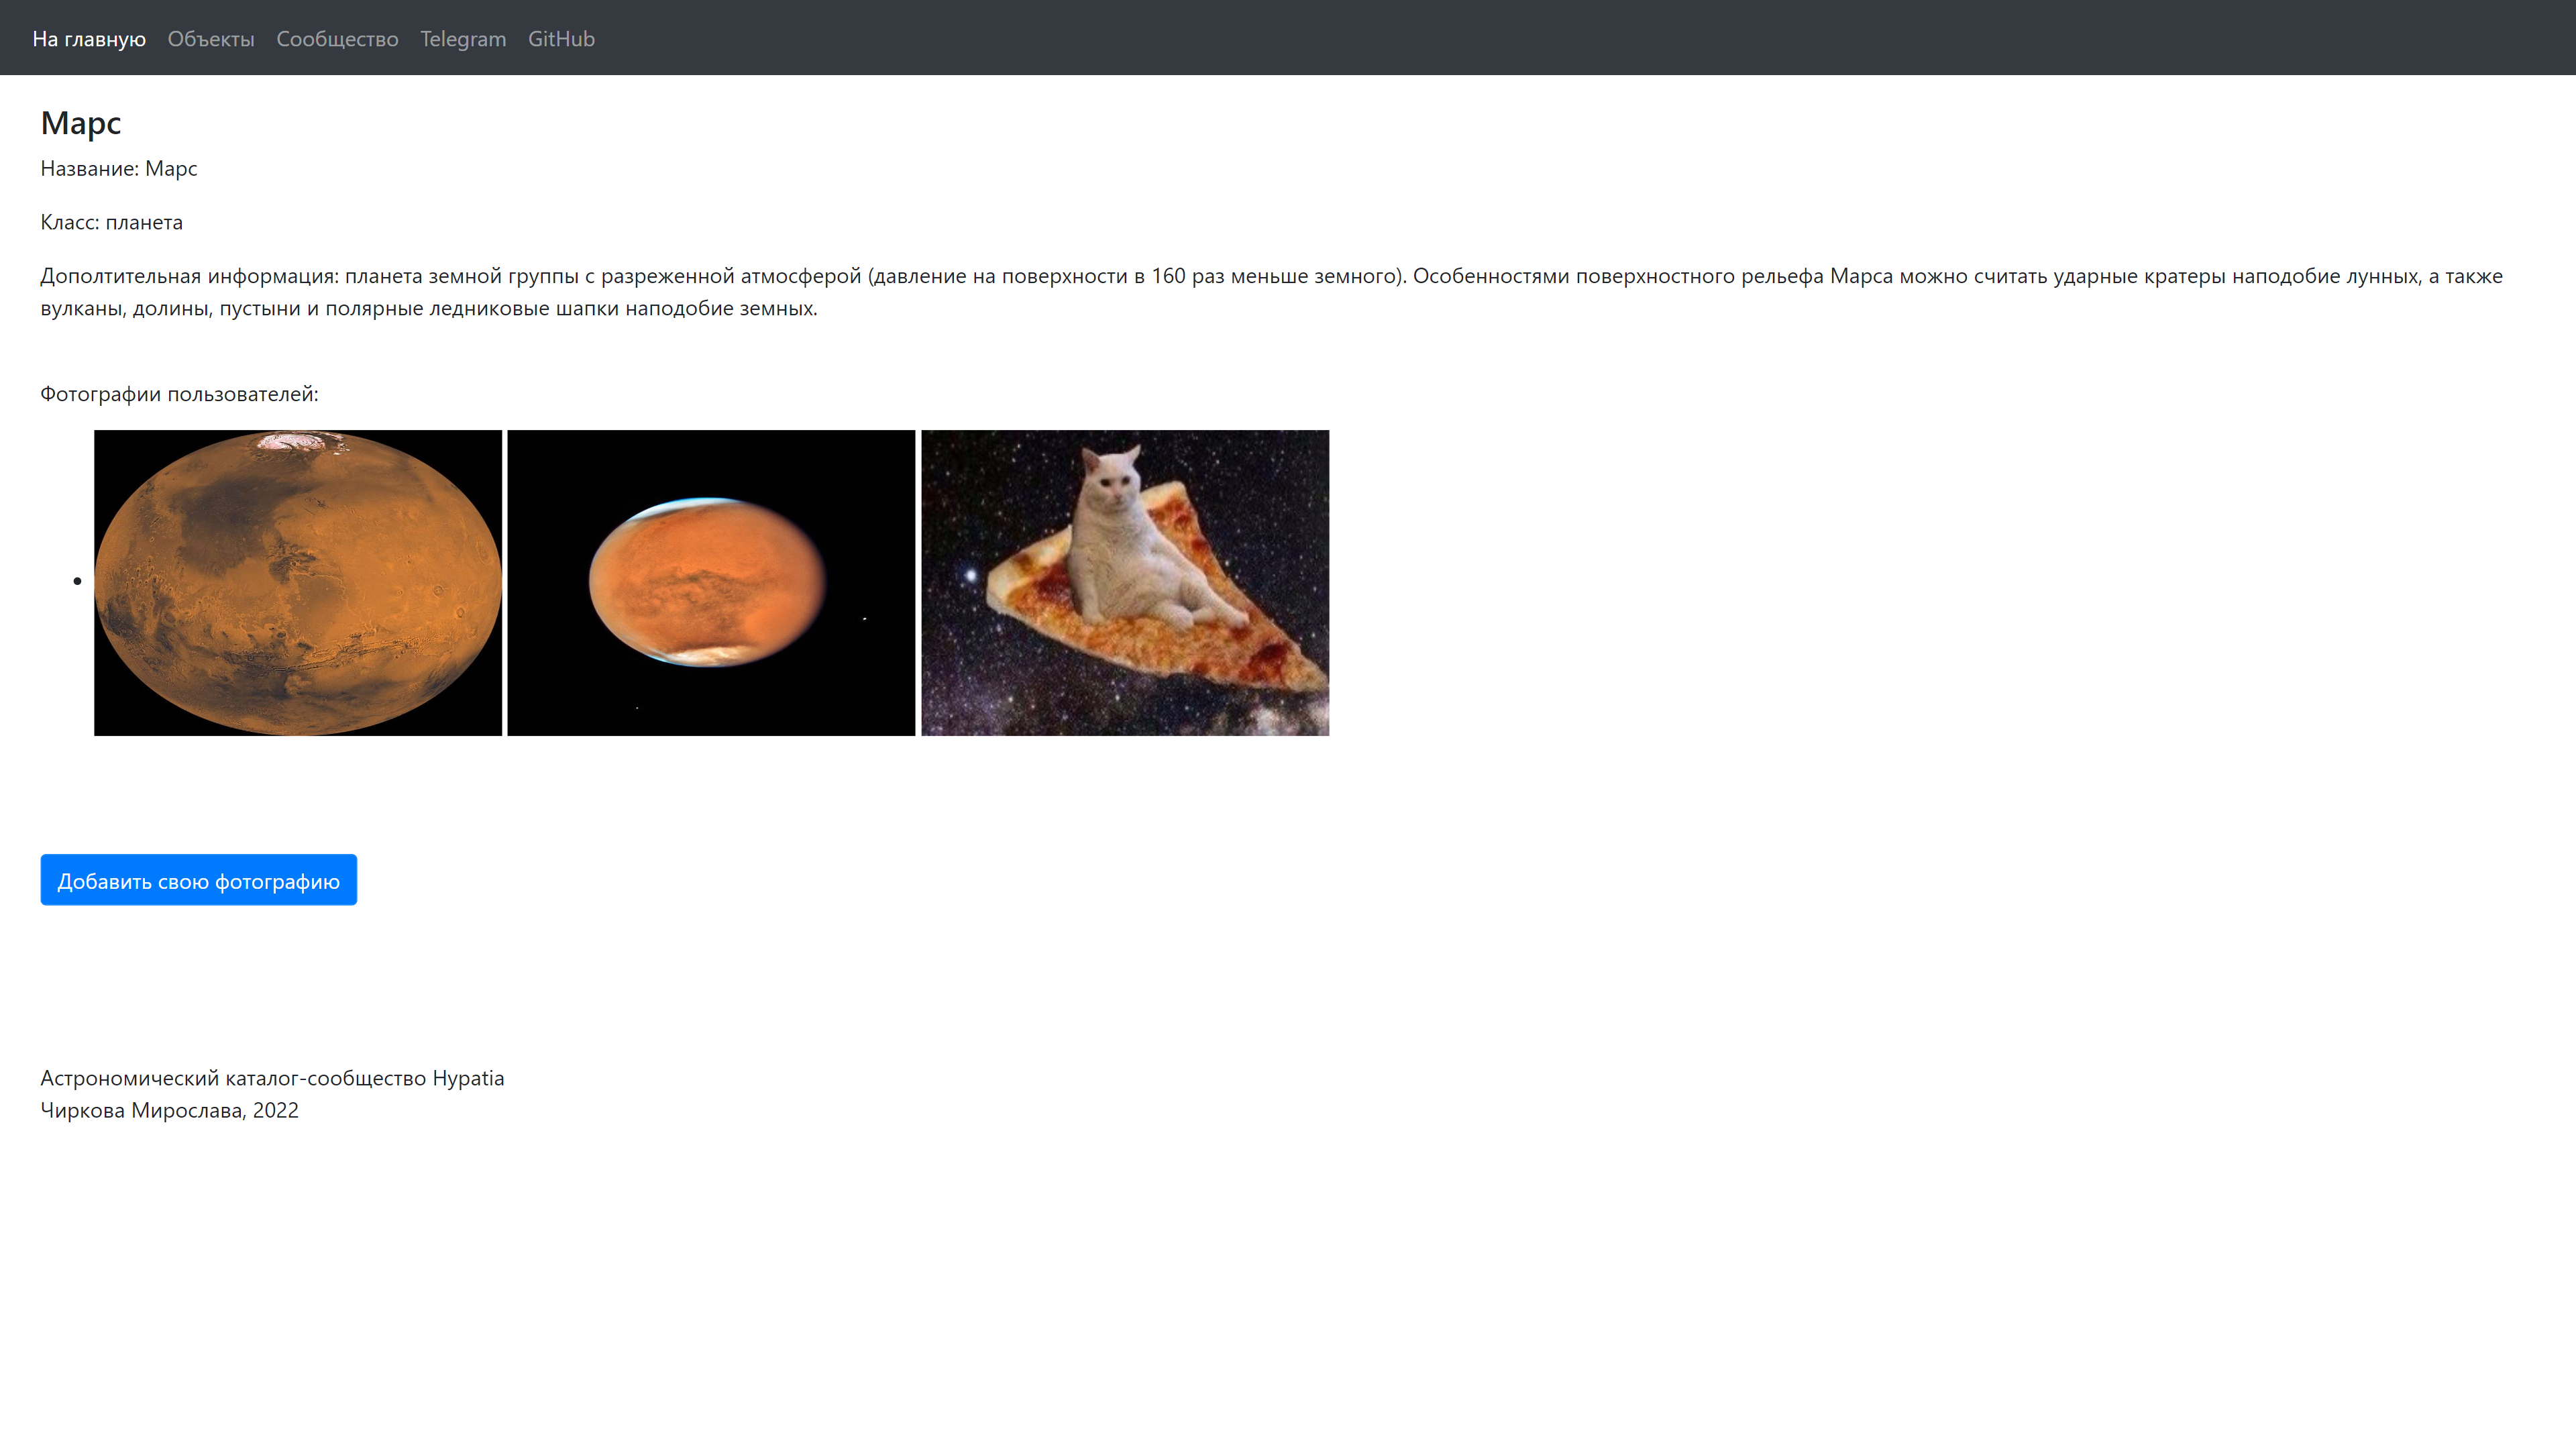 На главную Объекты Сообщество Telegram GitHub
Марс
Название: Марс
Класс: планета
Дополтительная информация: планета земной группы с разреженной атмосферой (давление на поверхности в 160 раз меньше земного). Особенностями поверхностного рельефа Марса можно считать ударные кратеры наподобие лунных, а также
вулканы, долины, пустыни и полярные ледниковые шапки наподобие земных.
Фотографии пользователей:
Добавить свою фотографию
Астрономический каталог-сообщество Hypatia
Чиркова Мирослава, 2022